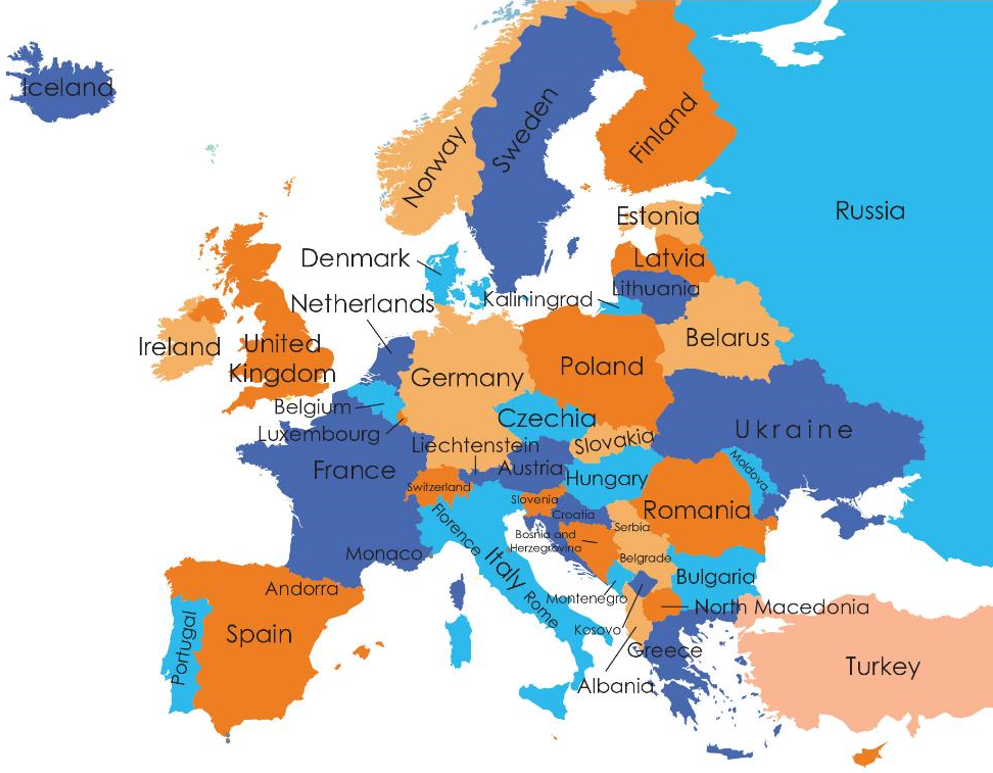 Iceland
Norway
Sweden
Finland
Russia
Estonia
Denmark
Latvia
Lithuania
Netherlands
Kaliningrad
Belarus
Ireland
United
Kingdom
Germany
Poland
Belgium
Czechia
Luxembourg
Ukraine
Liechtenstein
Slovakia
France
Austria
Moldova
Hungary
Switzerland
Slovenia
Romania
Croatia
Florence
Serbia
Bosnia and
Herzegrovina
Monaco
Italy
Belgrade
Bulgaria
Andorra
Rome
Montenegro
North Macedonia
Kosovo
Spain
Portugal
Greece
Turkey
Albania